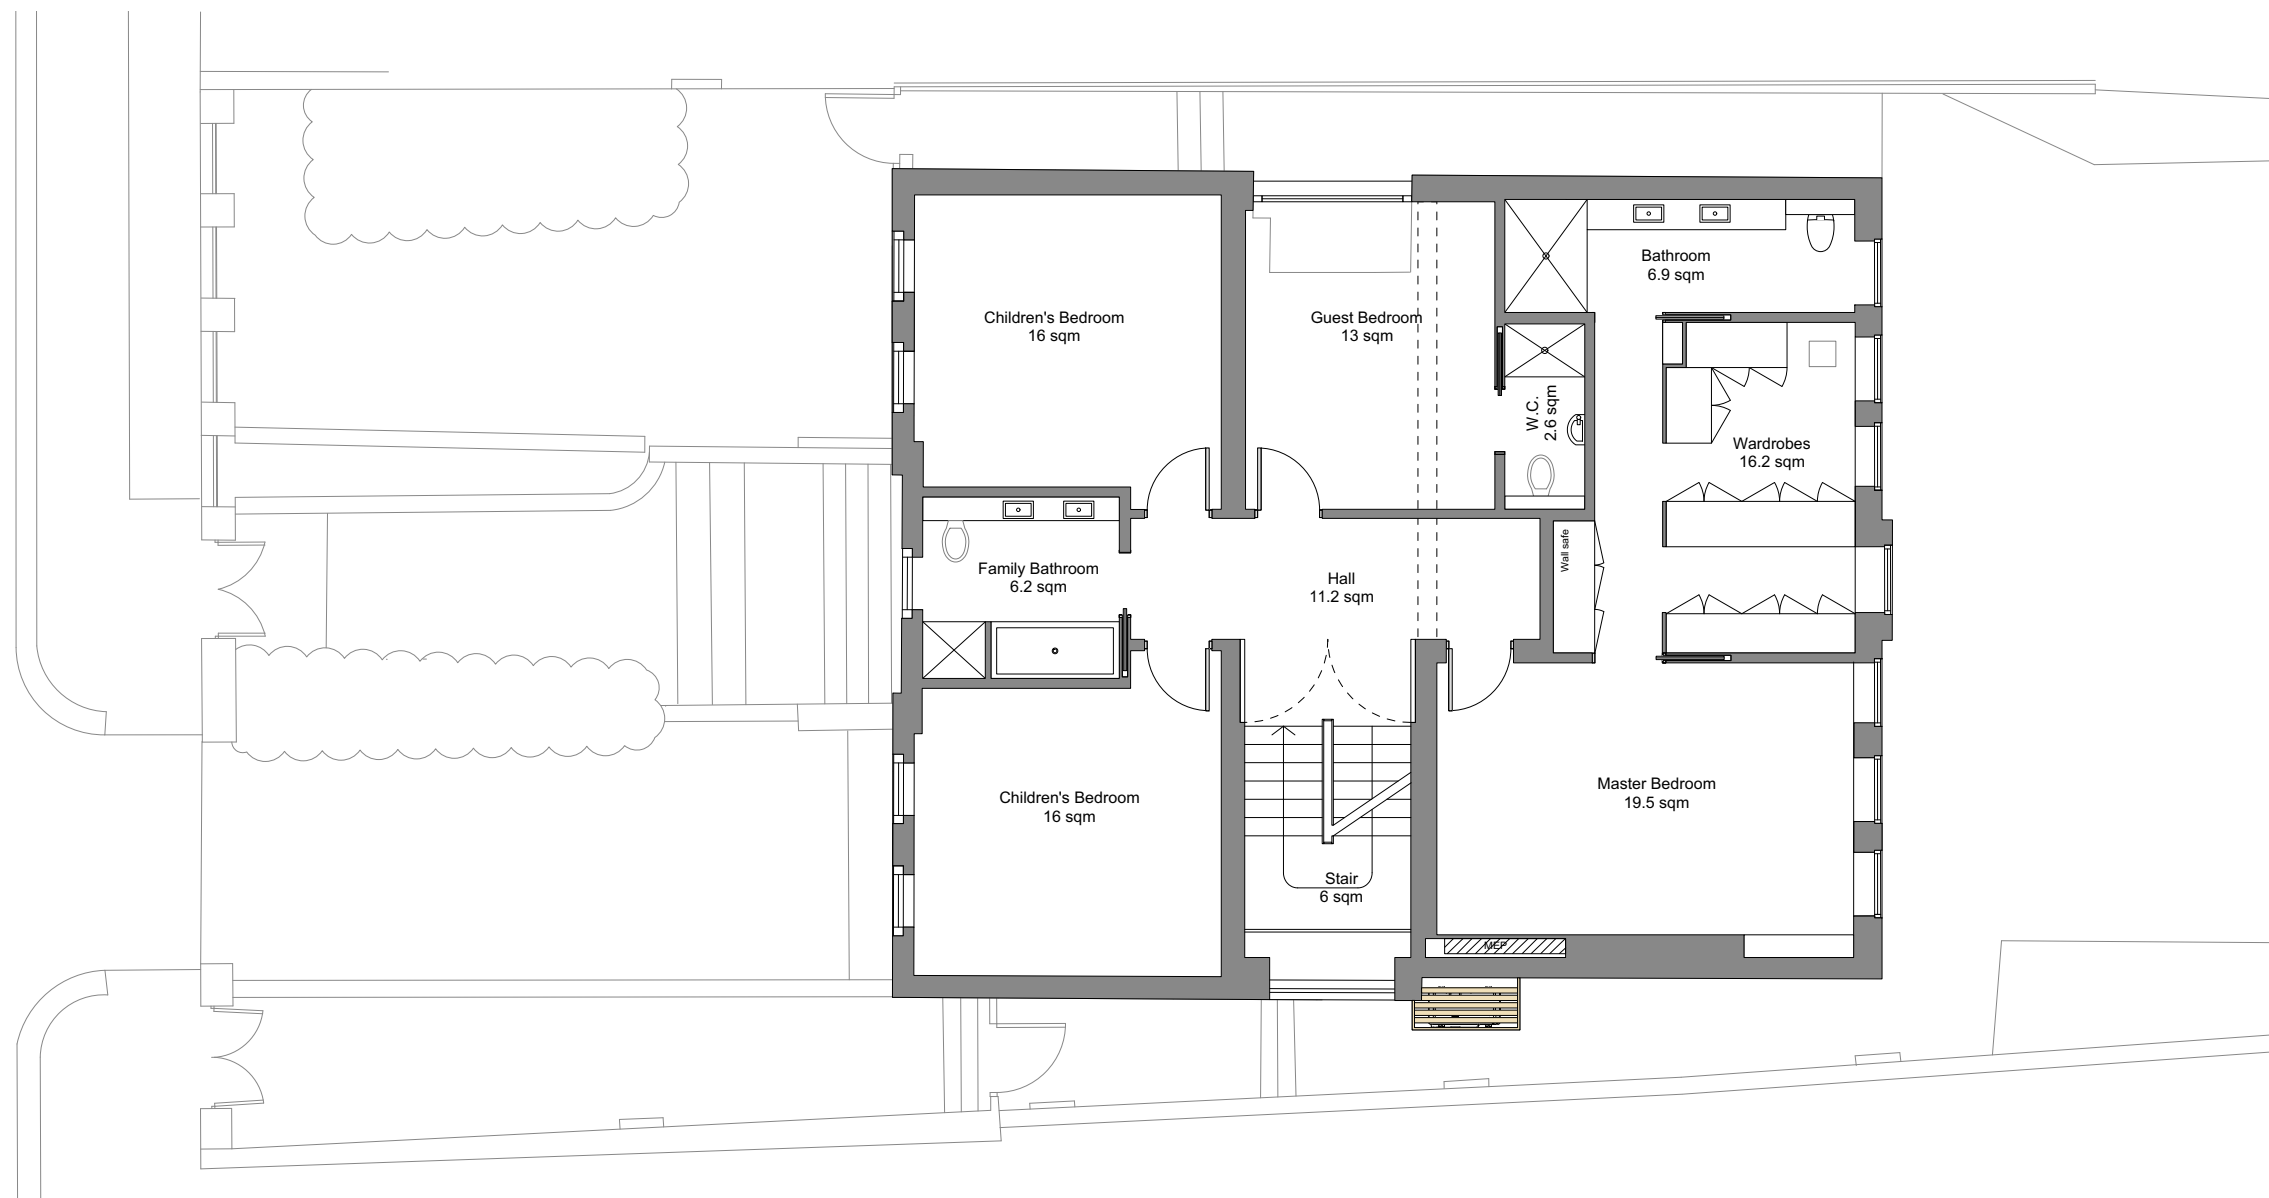 Bathroom
6.9 sqm
Children's Bedroom
16 sqm
Guest Bedroom
13 sqm
W.C.
2.6 sqm
Wardrobes
16.2 sqm
Wall safe
Family Bathroom
6.2 sqm
Hall
11.2 sqm
Master Bedroom
19.5 sqm
Children's Bedroom
16 sqm
Stair
6 sqm
MEP